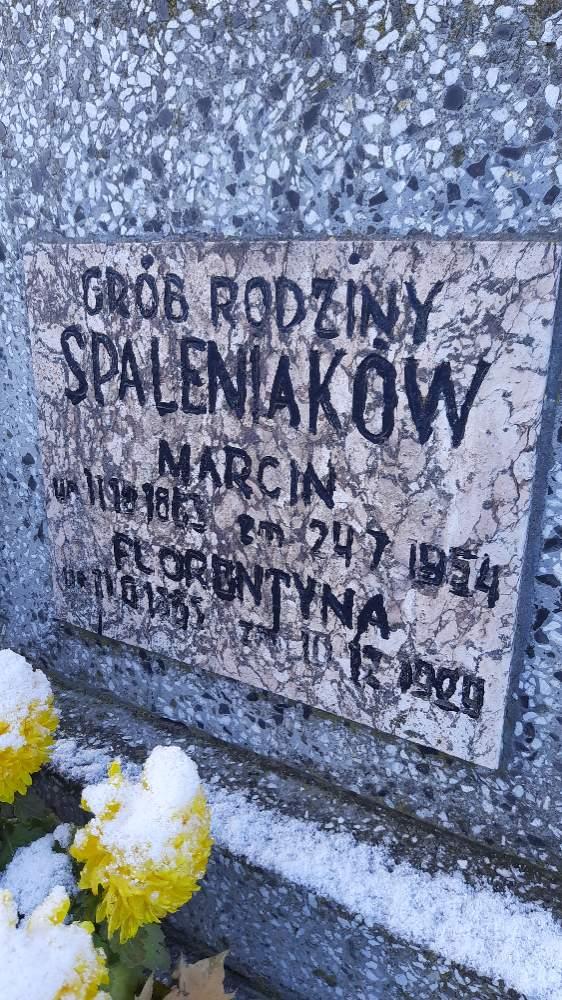 GRÓB RODZINY
SPALENIAKÓW
MARCIN
ur 11 10 1863 zm 24 7 1954
FLORENTYNA
zm 10 12 1909